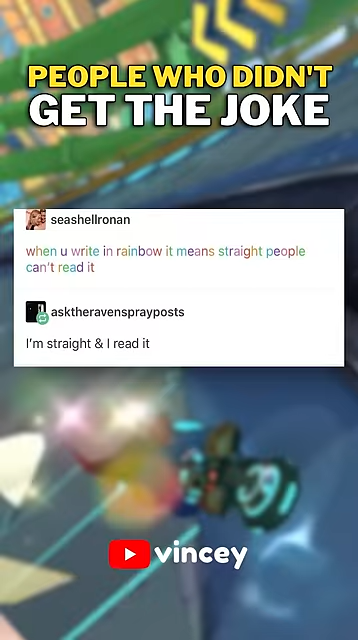 PEOPLE WHO DIDN'T
GET THE JOKE
seashellronan
when u write in rainbow it means straight people
can't read it
asktheravensprayposts
I'm straight & I read it
vincey